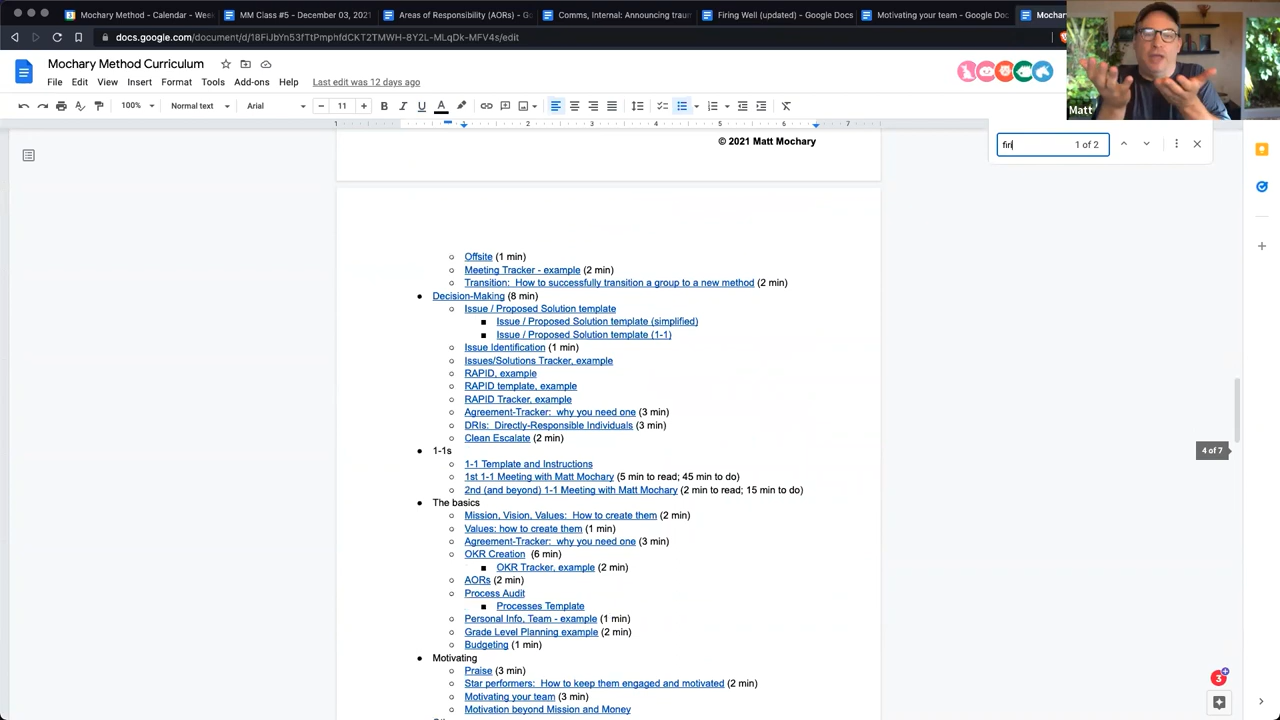 Mochary Method - Calendar - Wee
MM Class #5 - December 03, 2021
Areas of Responsibility (AORs) - G
Comms, Internal: Announcing traun
Firing Well (updated) - Google Docs
Motivating your team - Google Doc
Mochar
docs.google.com/document/d/18FiJbYn53fTtPmphfdCKT2TMWH-8Y2L-MLqDk-MFV4s/edit
Mochary Method Curriculum
File Edit View Insert Format Tools Add-ons Help Last edit was 12 days ago
100% Normal text Arial 11
Matt
firi 1 of 2
1 1 2 3 4 5 6 7
© 2021 Matt Mochary
Offsite (1 min)
Meeting Tracker - example (2 min)
Transition: How to successfully transition a group to a new method (2 min)
Decision-Making (8 min)
Issue / Proposed Solution template
Issue / Proposed Solution template (simplified)
Issue / Proposed Solution template (1-1)
Issue Identification (1 min)
Issues/Solutions Tracker, example
RAPID, example
RAPID template, example
RAPID Tracker, example
Agreement-Tracker: why you need one (3 min)
DRIs: Directly-Responsible Individuals (3 min)
Clean Escalate (2 min)
4 of 7
1-1s
1-1 Template and Instructions
1st 1-1 Meeting with Matt Mochary (5 min to read; 45 min to do)
2nd (and beyond) 1-1 Meeting with Matt Mochary (2 min to read; 15 min to do)
The basics
Mission, Vision, Values: How to create them (2 min)
Values: how to create them (1 min)
Agreement-Tracker: why you need one (3 min)
OKR Creation (6 min)
OKR Tracker, example (2 min)
AORs (2 min)
Process Audit
Processes Template
Personal Info, Team - example (1 min)
Grade Level Planning example (2 min)
Budgeting (1 min)
Motivating
Praise (3 min)
Star performers: How to keep them engaged and motivated (2 min)
Motivating your team (3 min)
Motivation beyond Mission and Money
3